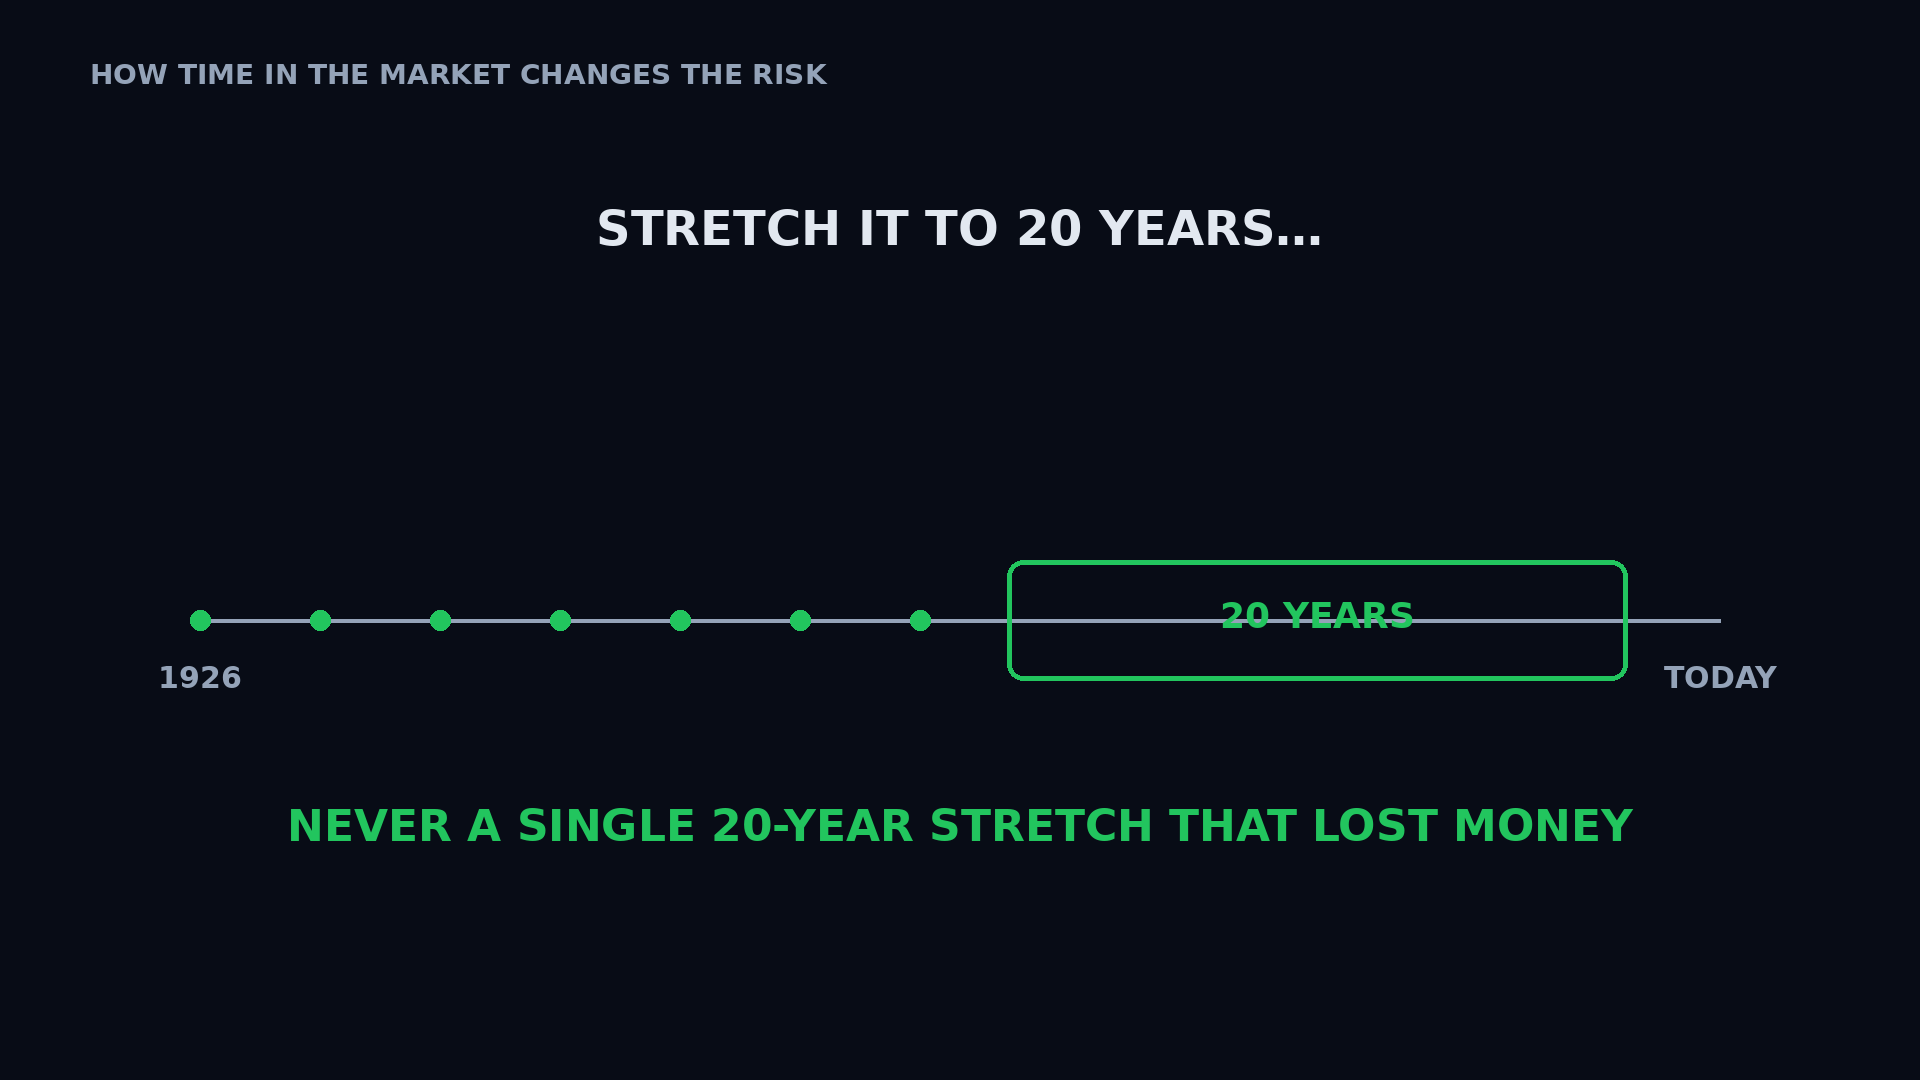 HOW TIME IN THE MARKET CHANGES THE RISK
STRETCH IT TO 20 YEARS…
20 YEARS
1926
TODAY
NEVER A SINGLE 20-YEAR STRETCH THAT LOST MONEY